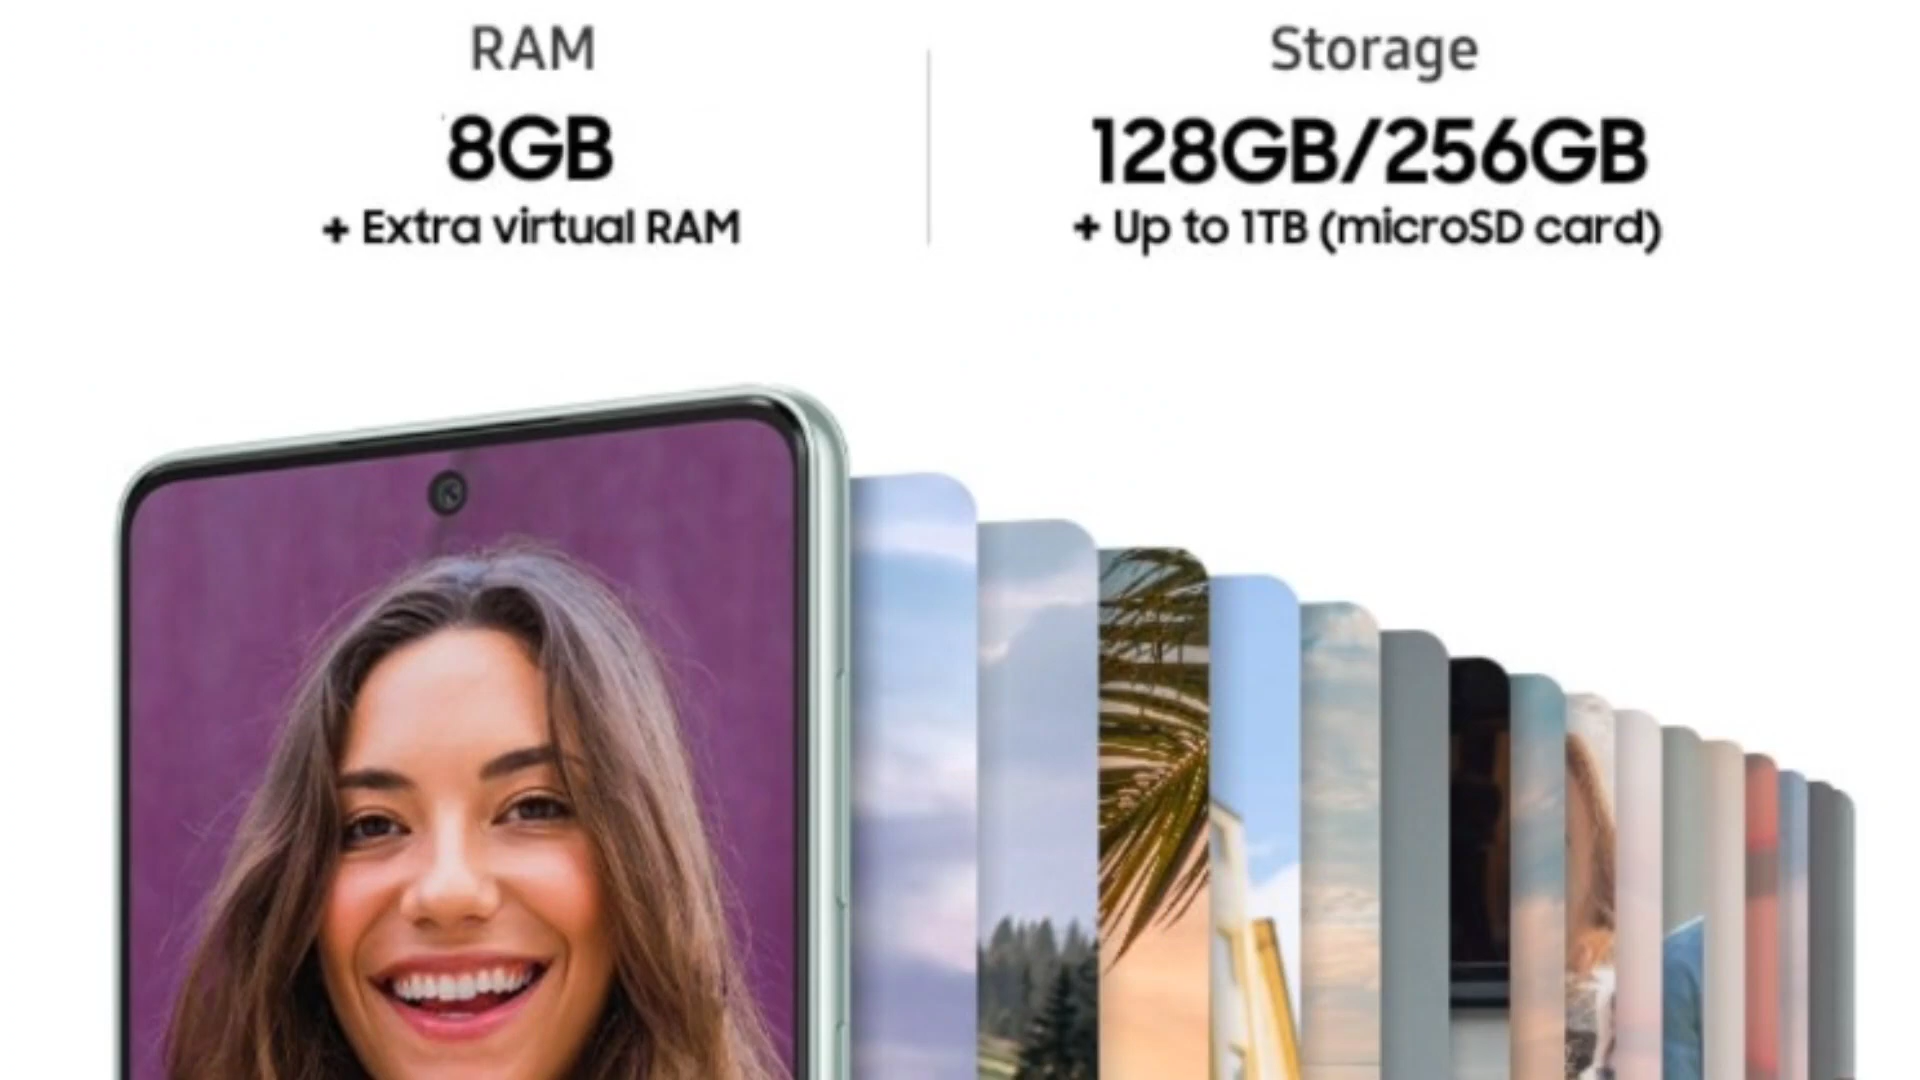 RAM
8GB
+ Extra virtual RAM
Storage
128GB/256GB
+ Up to 1TB (microSD card)